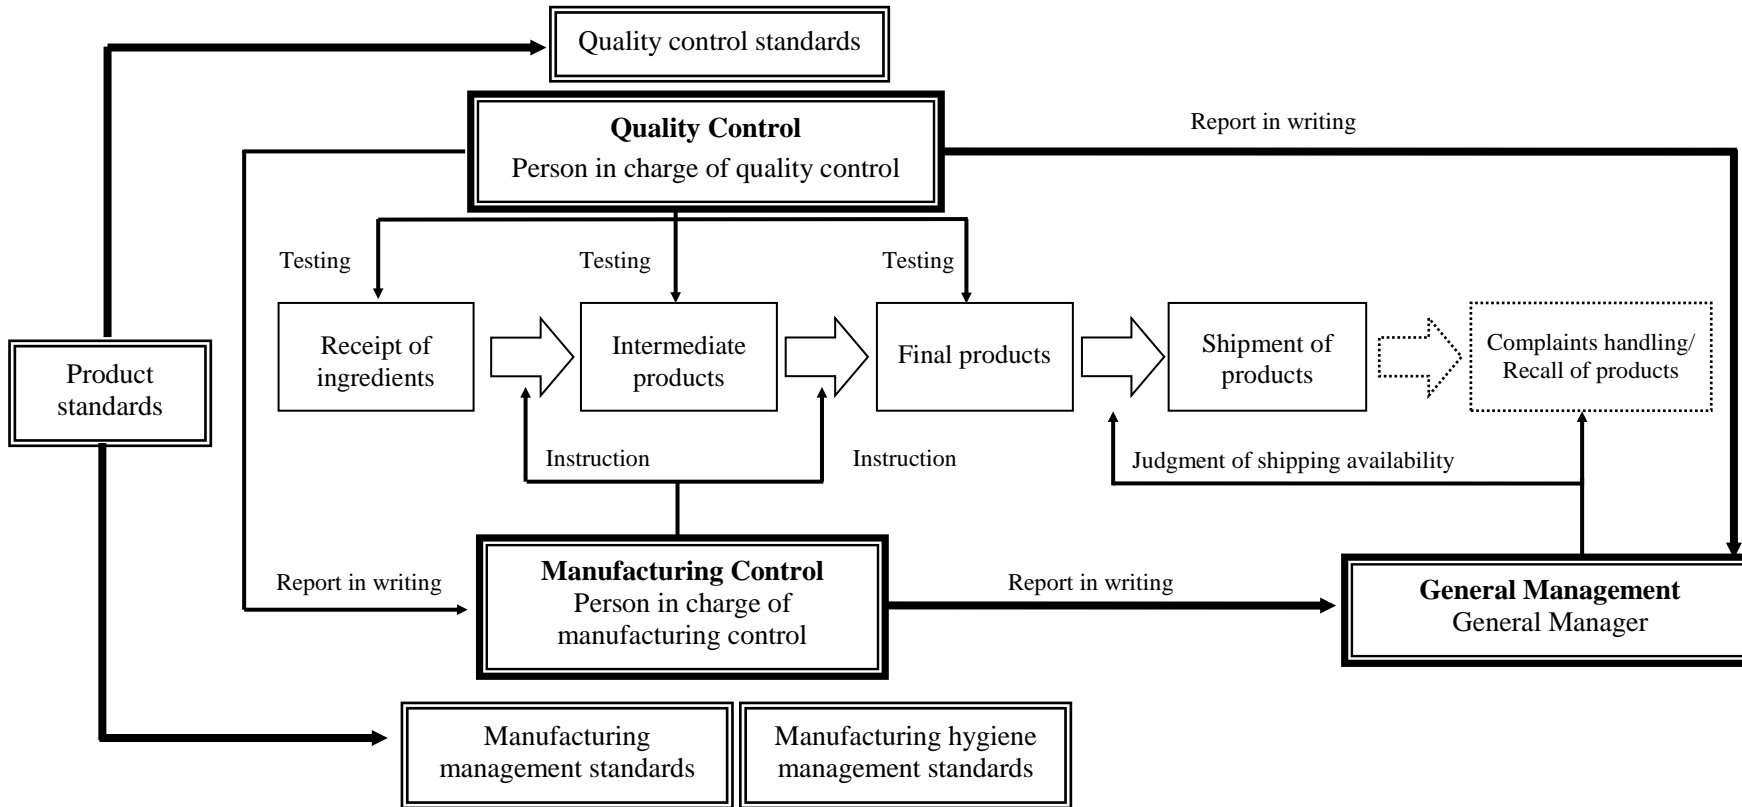 Quality control standards
Quality Control
Person in charge of quality control
Report in writing
Testing
Testing
Testing
Receipt of
ingredients
Intermediate
products
Final products
Shipment of
products
Complaints handling/
Recall of products
Product
standards
Instruction
Instruction
Judgment of shipping availability
Report in writing
Manufacturing Control
Person in charge of
manufacturing control
Report in writing
General Management
General Manager
Manufacturing
management standards
Manufacturing hygiene
management standards